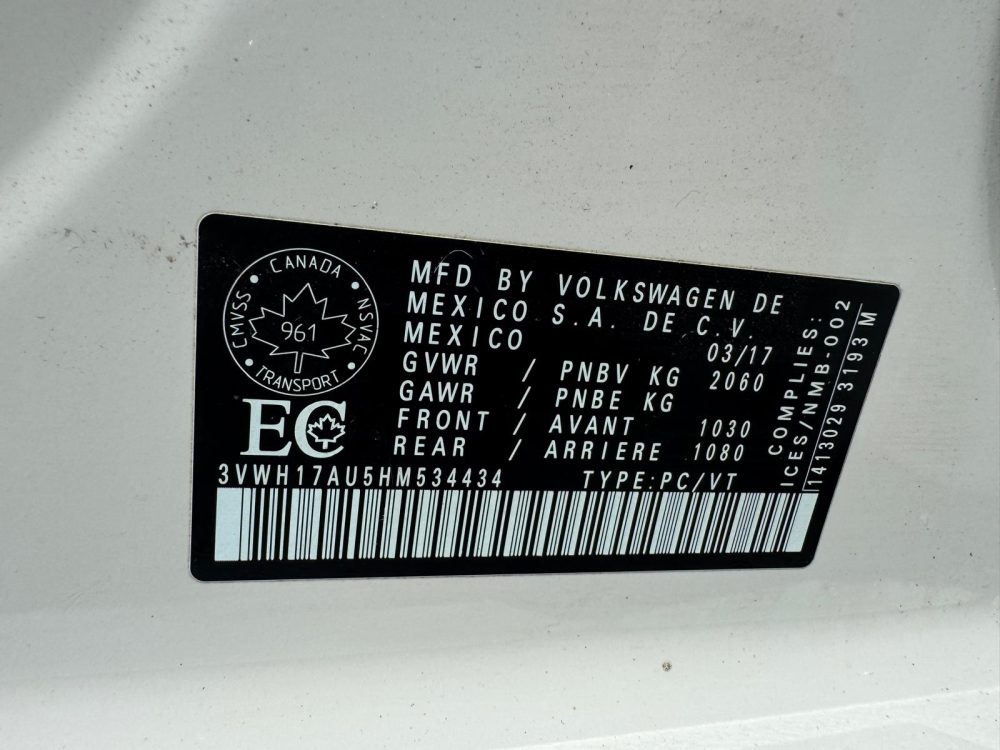 CANADA
CMVSS
NSVAC
961
TRANSPORT
EC
MFD BY VOLKSWAGEN DE
MEXICO S.A. DE C.V.
MEXICO 03/17
GVWR / PNBV KG 2060
GAWR / PNBE KG
FRONT / AVANT 1030
REAR / ARRIERE 1080
3VWH17AU5HM534434 TYPE:PC/VT
COMPLIES:
ICES/NMB-002
1413029 3193 M